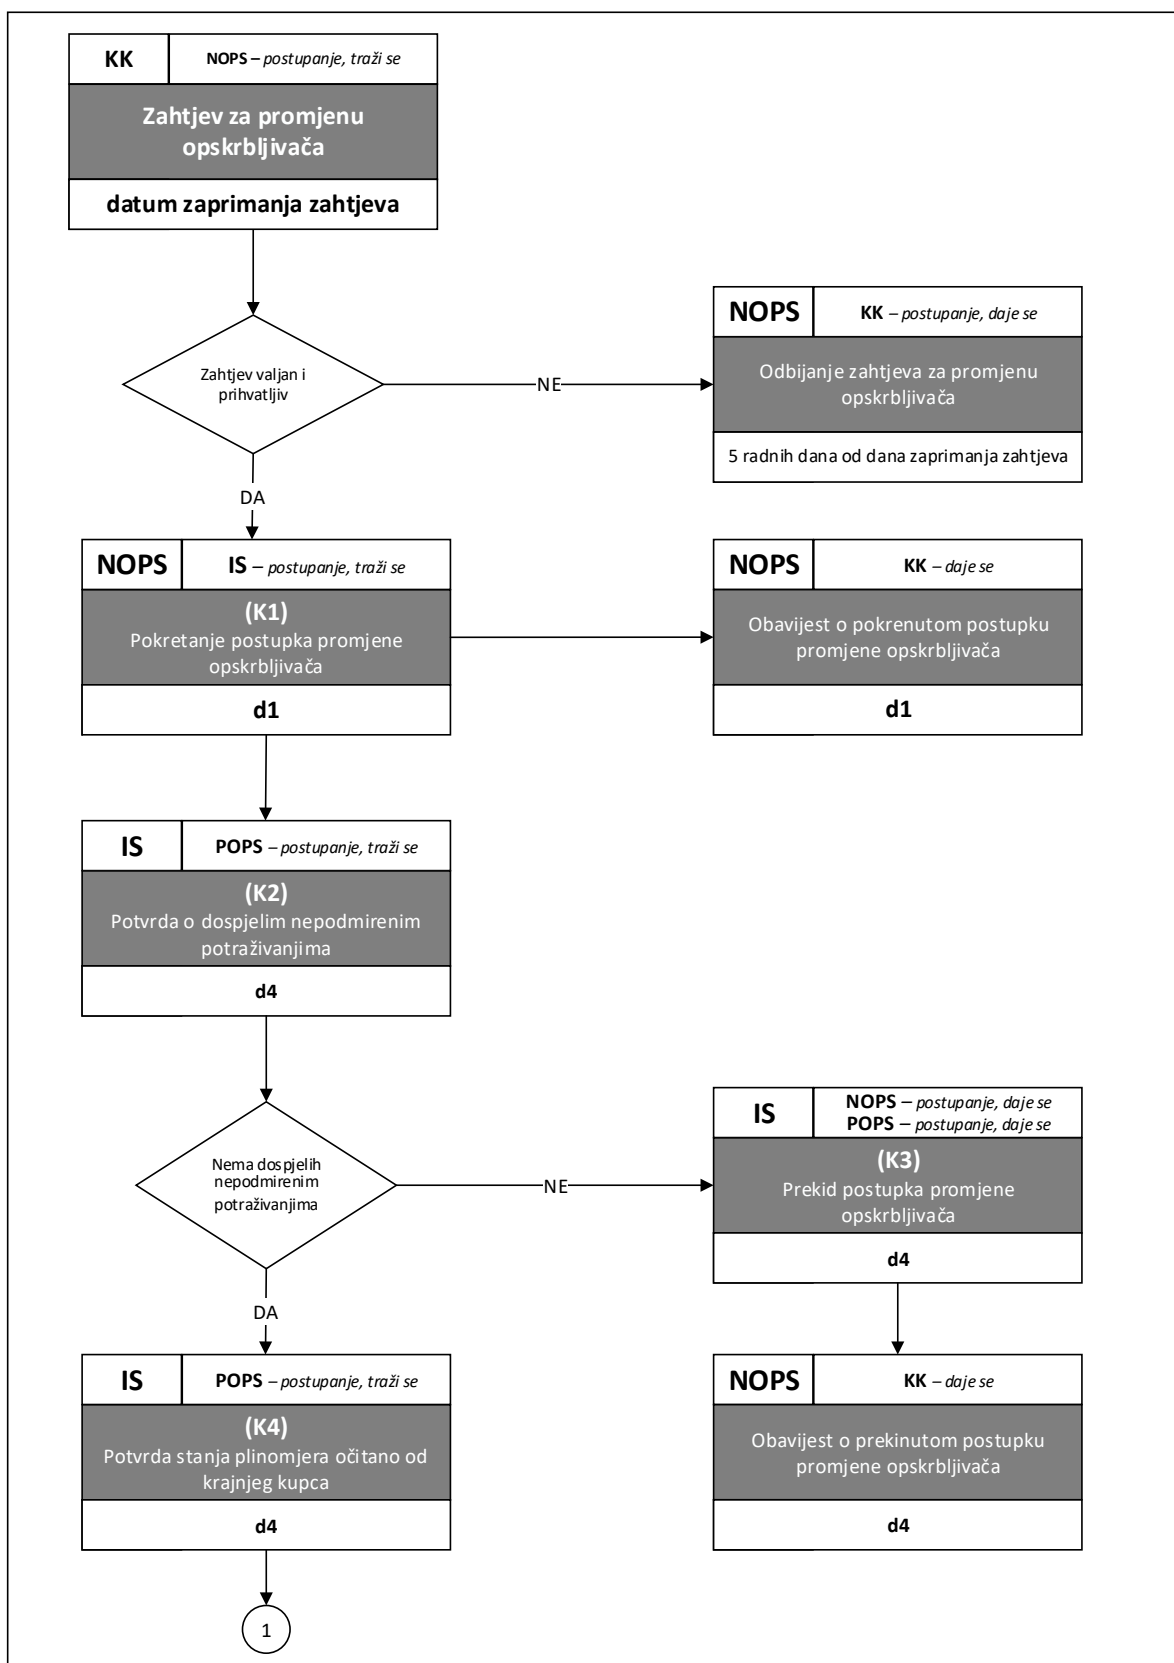 KK
NOPS – postupanje, traži se
Zahtjev za promjenu
opskrbljivača
datum zaprimanja zahtjeva
Zahtjev valjan i
prihvatljiv
NE
NOPS
KK – postupanje, daje se
Odbijanje zahtjeva za promjenu
opskrbljivača
5 radnih dana od dana zaprimanja zahtjeva
DA
NOPS
IS – postupanje, traži se
(K1)
Pokretanje postupka promjene
opskrbljivača
d1
NOPS
KK – daje se
Obavijest o pokrenutom postupku
promjene opskrbljivača
d1
IS
POPS – postupanje, traži se
(K2)
Potvrda o dospjelim nepodmirenim
potraživanjima
d4
Nema dospjelih
nepodmirenim
potraživanjima
NE
IS
NOPS – postupanje, daje se
POPS – postupanje, daje se
(K3)
Prekid postupka promjene
opskrbljivača
d4
DA
IS
POPS – postupanje, traži se
(K4)
Potvrda stanja plinomjera očitano od
krajnjeg kupca
d4
NOPS
KK – daje se
Obavijest o prekinutom postupku
promjene opskrbljivača
d4
1